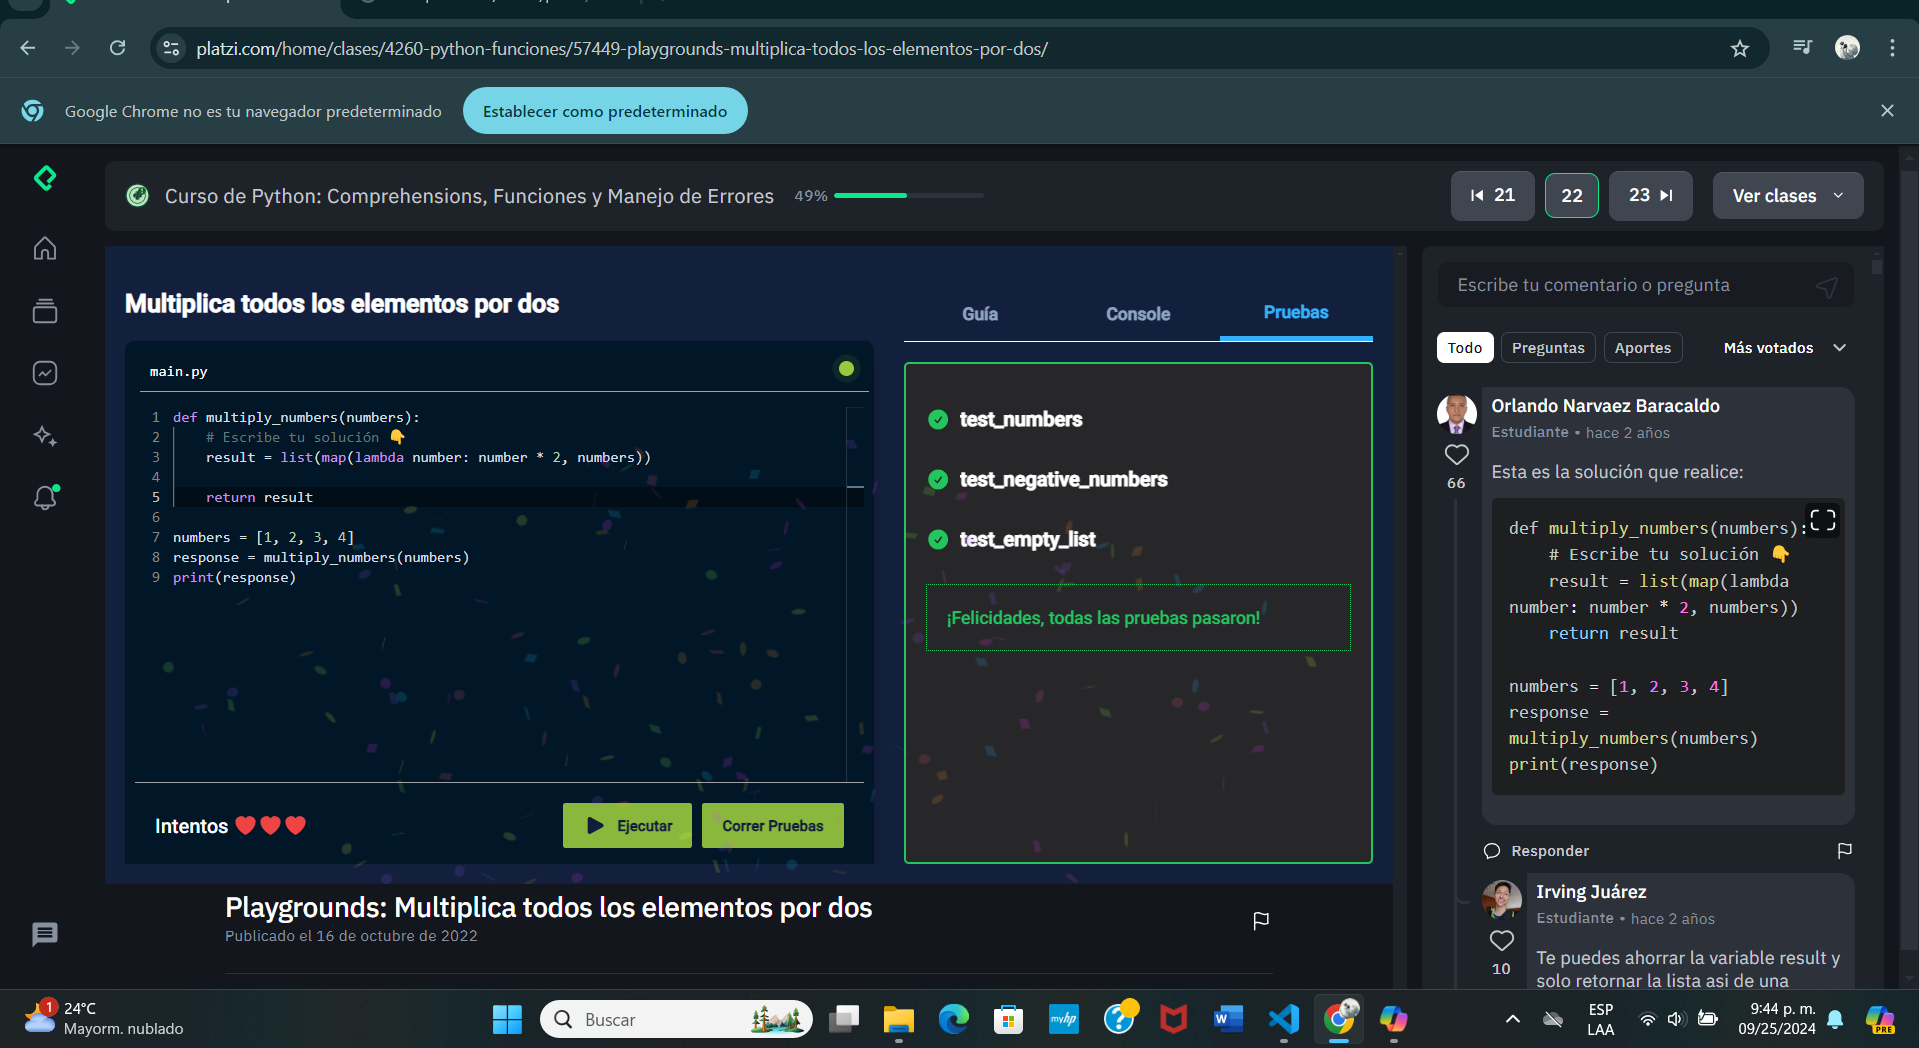 platzi.com/home/clases/4260-python-funciones/57449-playgrounds-multiplica-todos-los-elementos-por-dos/
Google Chrome no es tu navegador predeterminado
Establecer como predeterminado
Curso de Python: Comprehensions, Funciones y Manejo de Errores
49%
21
22
23
Ver clases
Multiplica todos los elementos por dos
main.py
1 def multiply_numbers(numbers):
2 # Escribe tu solución 👇
3 result = list(map(lambda number: number * 2, numbers))
4
5 return result
6
7 numbers = [1, 2, 3, 4]
8 response = multiply_numbers(numbers)
9 print(response)
Intentos ❤️❤️❤️
Ejecutar
Correr Pruebas
Guía
Console
Pruebas
test_numbers
test_negative_numbers
test_empty_list
¡Felicidades, todas las pruebas pasaron!
Playgrounds: Multiplica todos los elementos por dos
Publicado el 16 de octubre de 2022
Escribe tu comentario o pregunta
Todo
Preguntas
Aportes
Más votados
Orlando Narvaez Baracaldo
Estudiante • hace 2 años
66
Esta es la solución que realice:
def multiply_numbers(numbers):
# Escribe tu solución 👇
result = list(map(lambda
number: number * 2, numbers))
return result
numbers = [1, 2, 3, 4]
response =
multiply_numbers(numbers)
print(response)
Responder
Irving Juárez
Estudiante • hace 2 años
10
Te puedes ahorrar la variable result y
solo retornar la lista asi de una
1
24°C
Mayorm. nublado
Buscar
myhp
W
ESP
LAA
9:44 p. m.
09/25/2024
PRE